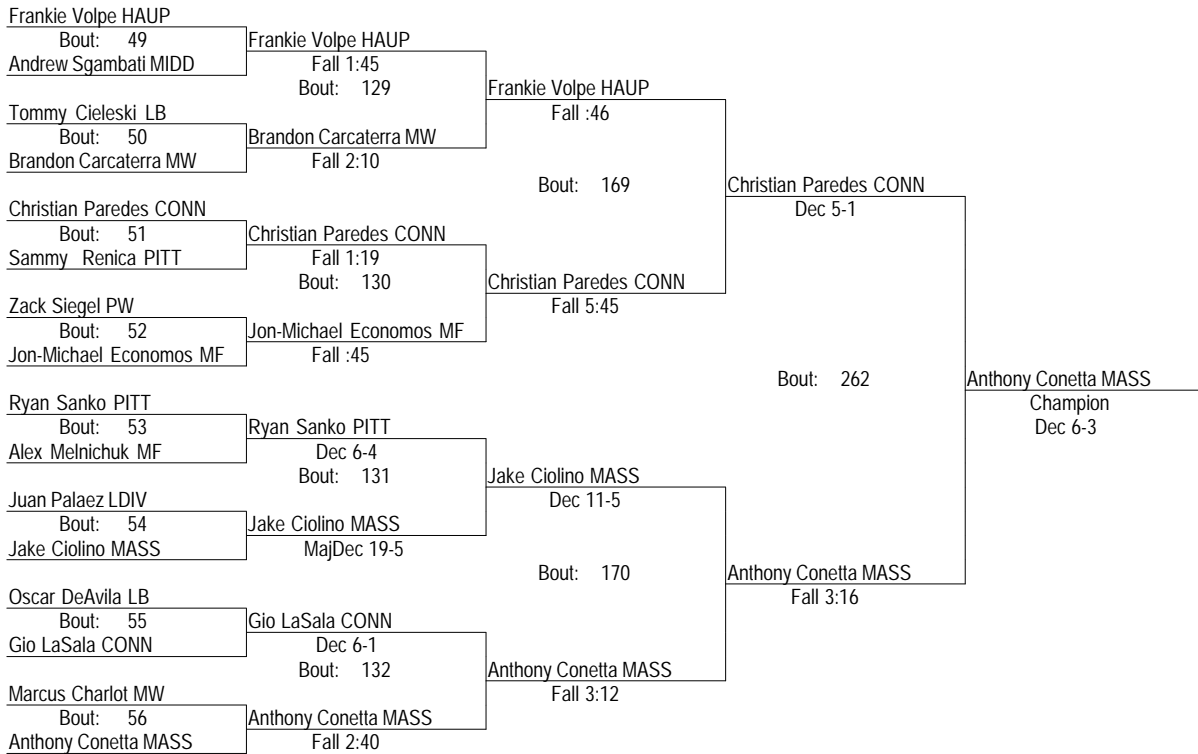 Frankie Volpe HAUP
Bout: 49
Andrew Sgambati MIDD
Tommy Cieleski LB
Bout: 50
Brandon Carcaterra MW
Christian Paredes CONN
Bout: 51
Sammy Renica PITT
Zack Siegel PW
Bout: 52
Jon-Michael Economos MF
Ryan Sanko PITT
Bout: 53
Alex Melnichuk MF
Juan Palaez LDIV
Bout: 54
Jake Ciolino MASS
Oscar DeAvila LB
Bout: 55
Gio LaSala CONN
Marcus Charlot MW
Bout: 56
Anthony Conetta MASS
Frankie Volpe HAUP
Fall 1:45
Bout: 129
Brandon Carcaterra MW
Fall 2:10
Christian Paredes CONN
Fall 1:19
Bout: 130
Jon-Michael Economos MF
Fall :45
Ryan Sanko PITT
Dec 6-4
Bout: 131
Jake Ciolino MASS
MajDec 19-5
Gio LaSala CONN
Dec 6-1
Bout: 132
Anthony Conetta MASS
Fall 2:40
Frankie Volpe HAUP
Fall :46
Bout: 169
Christian Paredes CONN
Fall 5:45
Jake Ciolino MASS
Dec 11-5
Bout: 170
Anthony Conetta MASS
Fall 3:12
Christian Paredes CONN
Dec 5-1
Bout: 262
Anthony Conetta MASS
Fall 3:16
Anthony Conetta MASS
Champion
Dec 6-3